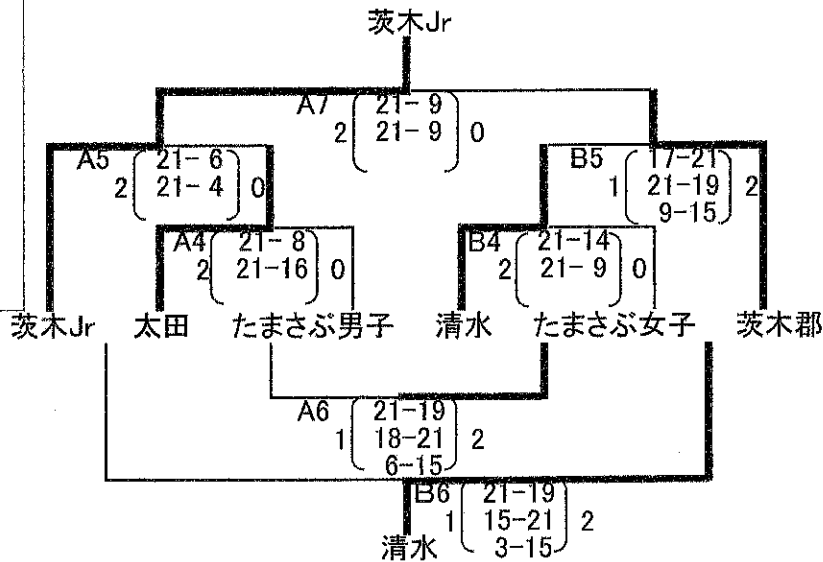 茨木Jr
A7 21- 9
2 21- 9 0
A5 21- 6
2 21- 4 0
B5 17-21
1 21-19 2
9-15
A4 21- 8
2 21-16 0
B4 21-14
2 21- 9 0
茨木Jr 太田 たまさぶ男子 清水 たまさぶ女子 茨木郡
A6 21-19
1 18-21 2
6-15
B6 21-19
1 15-21 2
3-15
清水